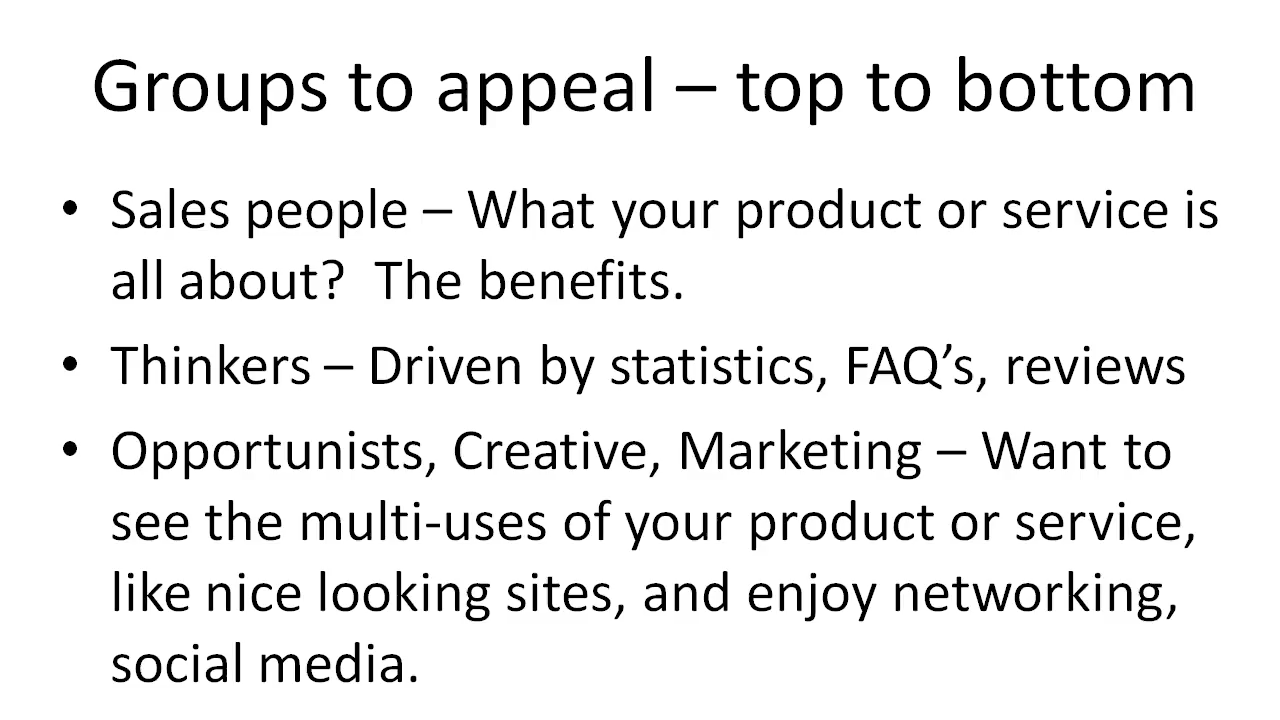 Groups to appeal – top to bottom
• Sales people – What your product or service is
all about?  The benefits.
• Thinkers – Driven by statistics, FAQ’s, reviews
• Opportunists, Creative, Marketing – Want to
see the multi-uses of your product or service,
like nice looking sites, and enjoy networking,
social media.